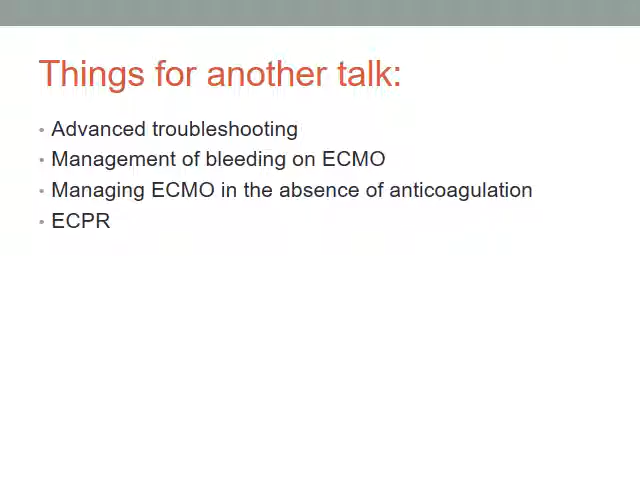 Things for another talk:
• Advanced troubleshooting
• Management of bleeding on ECMO
• Managing ECMO in the absence of anticoagulation
• ECPR